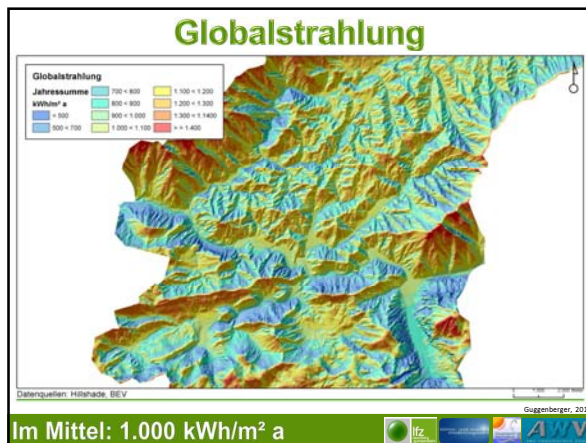 Globalstrahlung
Globalstrahlung
Jahressumme
kWh/m² a
< 500
500 < 700
700 < 800
800 < 900
900 < 1.000
1.000 < 1.100
1.100 < 1.200
1.200 < 1.300
1.300 < 1.1400
> = 1.400
Datenquellen: Hillshade, BEV
Guggenberger, 201
Im Mittel: 1.000 kWh/m² a
lfz
AWV